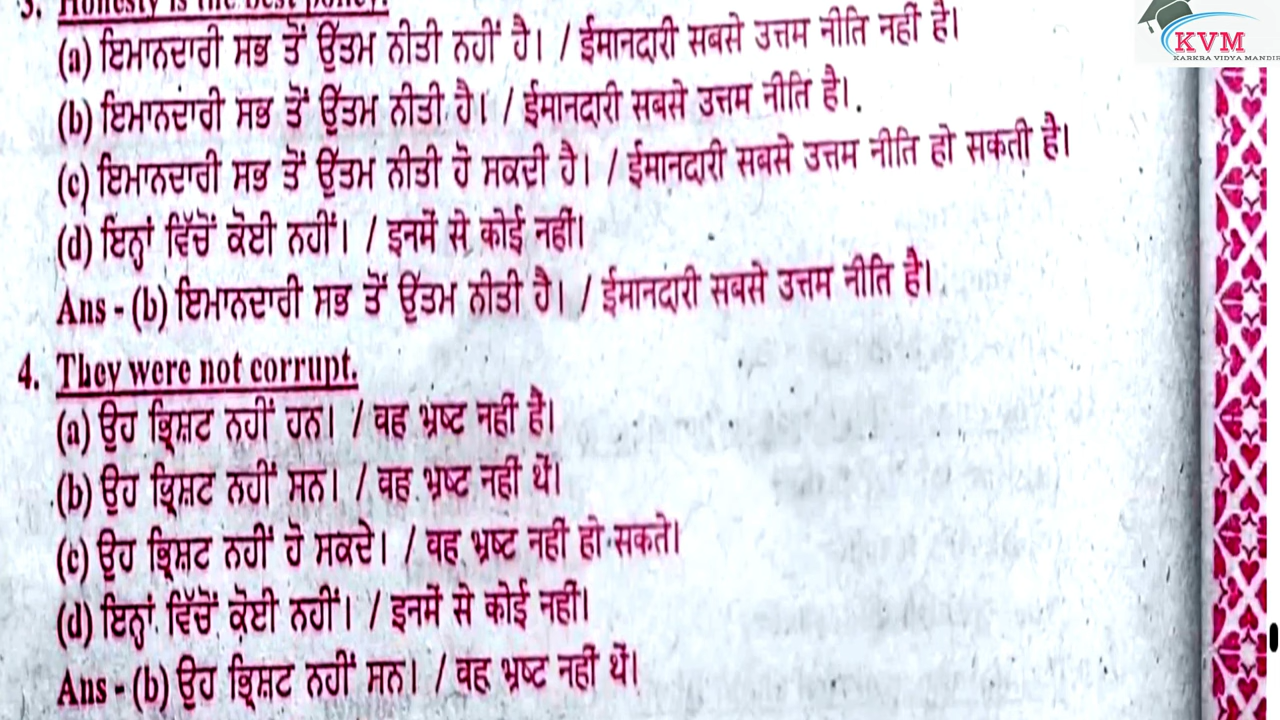 3. Honesty is the best policy.
(a) ਇਮਾਨਦਾਰੀ ਸਭ ਤੋਂ ਉੱਤਮ ਨੀਤੀ ਨਹੀਂ ਹੈ। / ईमानदारी सबसे उत्तम नीति नहीं है।
(b) ਇਮਾਨਦਾਰੀ ਸਭ ਤੋਂ ਉੱਤਮ ਨੀਤੀ ਹੈ। / ईमानदारी सबसे उत्तम नीति है।
(c) ਇਮਾਨਦਾਰੀ ਸਭ ਤੋਂ ਉੱਤਮ ਨੀਤੀ ਹੋ ਸਕਦੀ ਹੈ। / ईमानदारी सबसे उत्तम नीति हो सकती है।
(d) ਇਨ੍ਹਾਂ ਵਿੱਚੋਂ ਕੋਈ ਨਹੀਂ। / इनमें से कोई नहीं।
Ans - (b) ਇਮਾਨਦਾਰੀ ਸਭ ਤੋਂ ਉੱਤਮ ਨੀਤੀ ਹੈ। / ईमानदारी सबसे उत्तम नीति है।
4. They were not corrupt.
(a) ਉਹ ਭ੍ਰਿਸ਼ਟ ਨਹੀਂ ਹਨ। / वह भ्रष्ट नहीं हैं।
(b) ਉਹ ਭ੍ਰਿਸ਼ਟ ਨਹੀਂ ਸਨ। / वह भ्रष्ट नहीं थें।
(c) ਉਹ ਭ੍ਰਿਸ਼ਟ ਨਹੀਂ ਹੋ ਸਕਦੇ। / वह भ्रष्ट नहीं हो सकते।
(d) ਇਨ੍ਹਾਂ ਵਿੱਚੋਂ ਕੋਈ ਨਹੀਂ। / इनमें से कोई नहीं।
Ans - (b) ਉਹ ਭ੍ਰਿਸ਼ਟ ਨਹੀਂ ਸਨ। / वह भ्रष्ट नहीं थें।
KVM
KARKRA VIDYA MANDIR